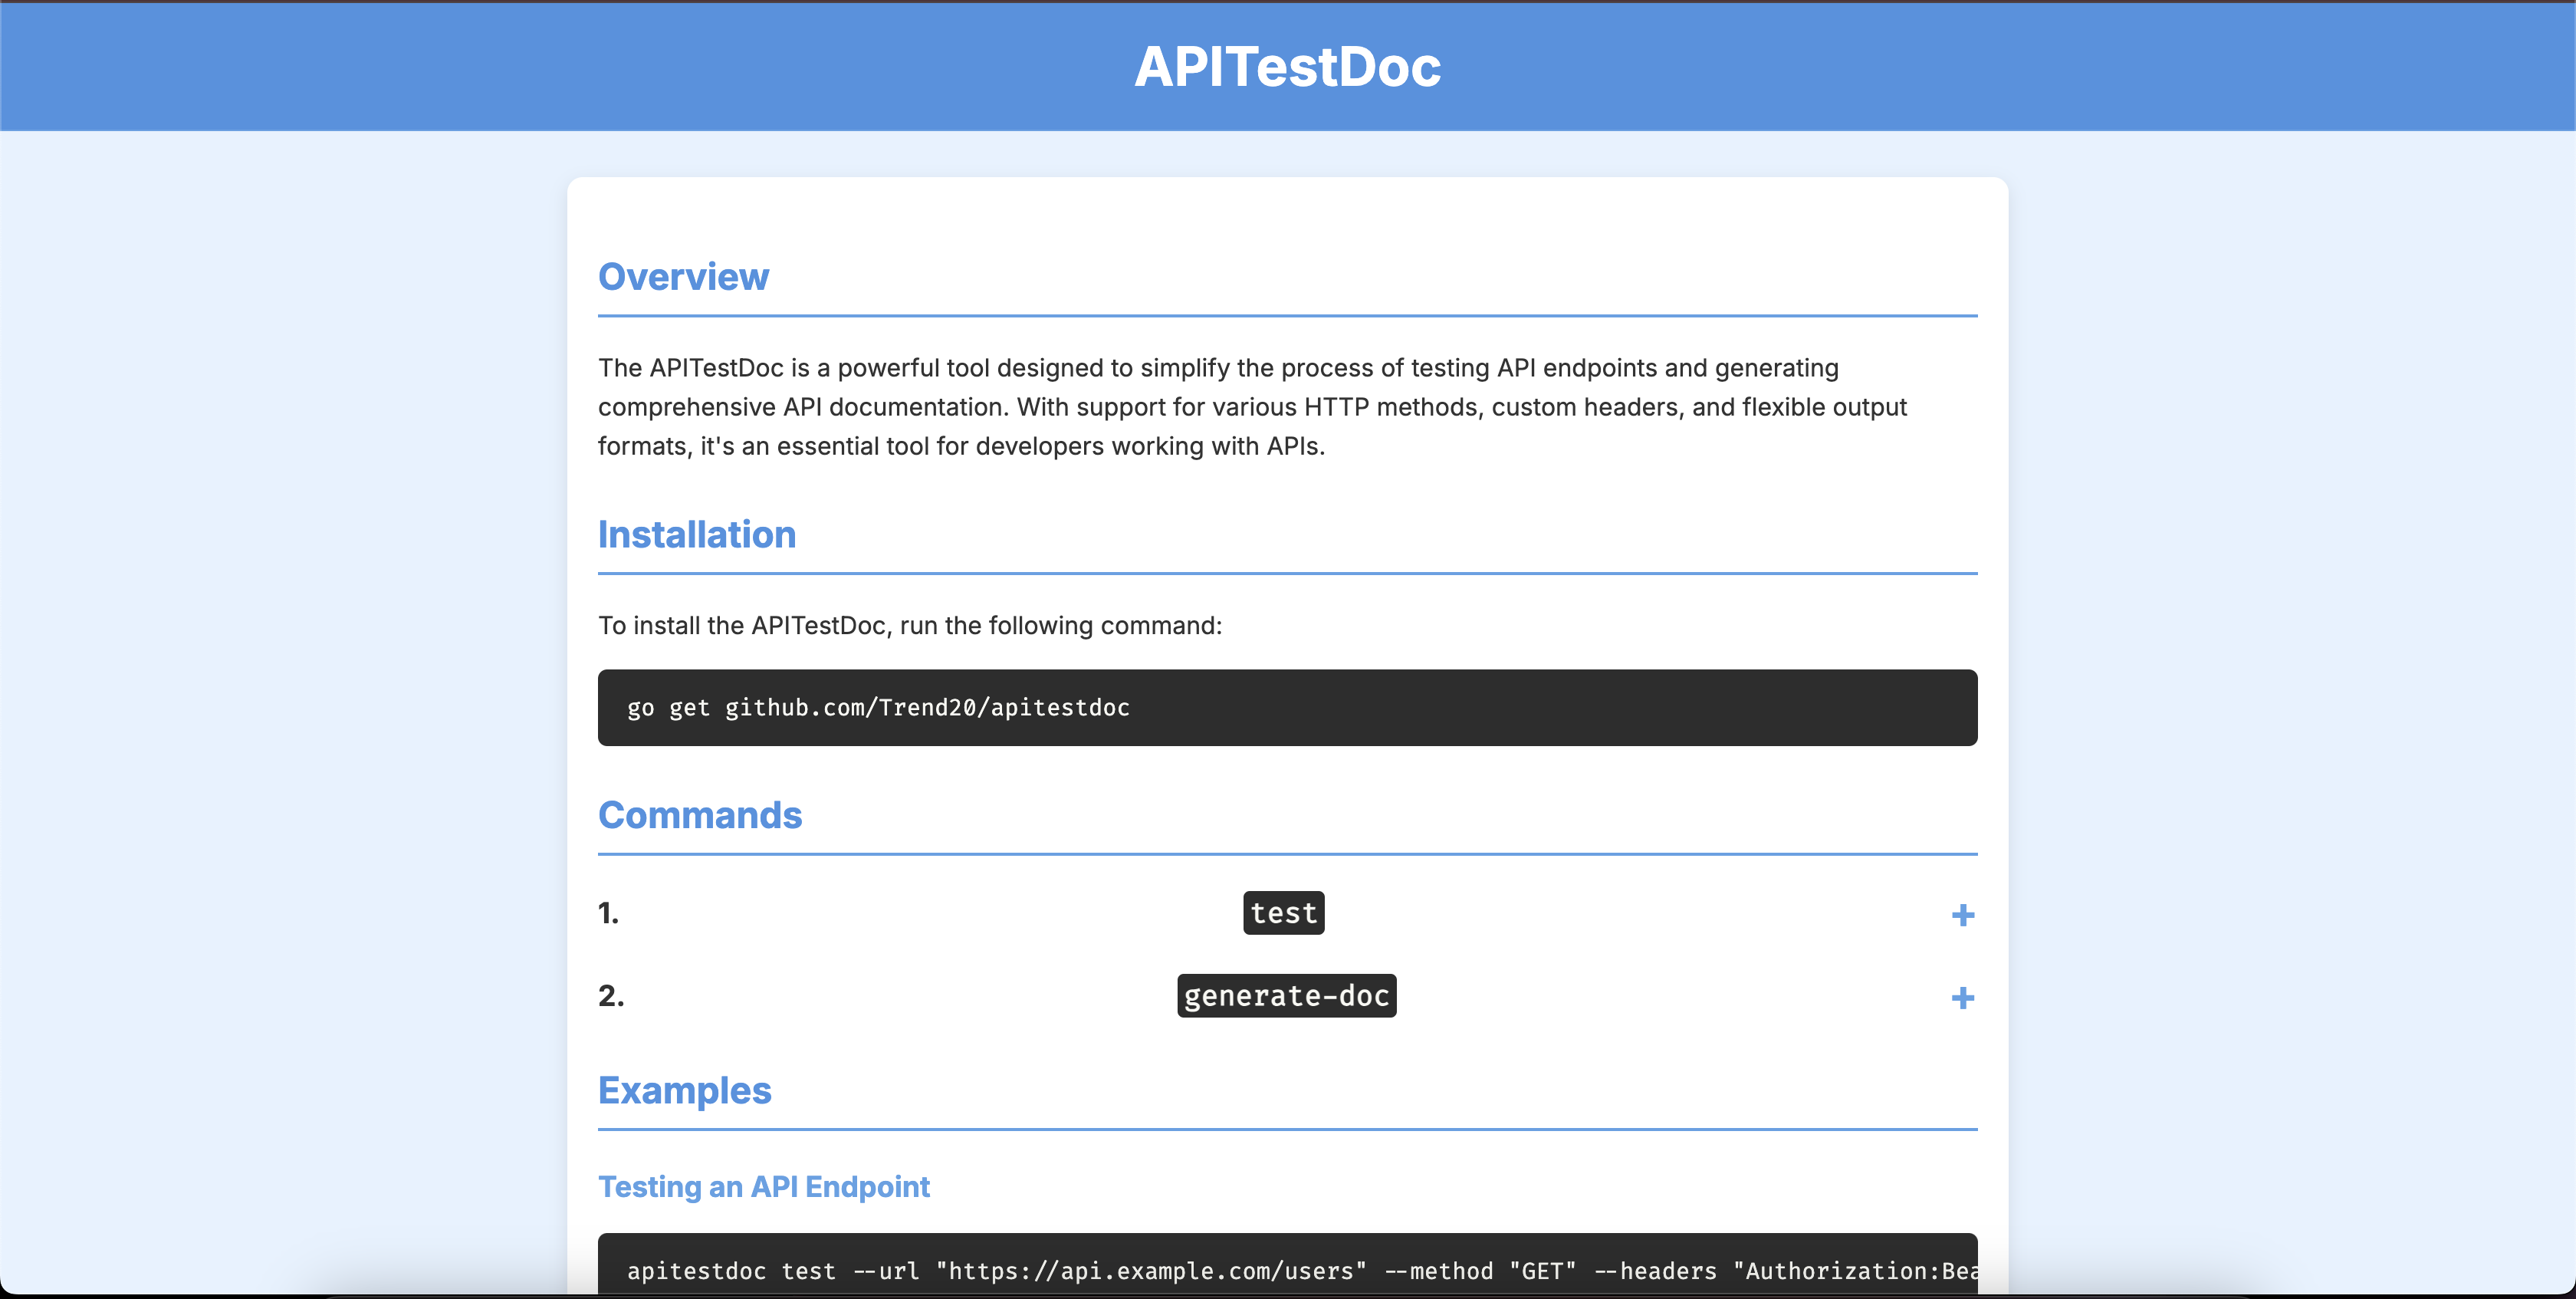 APITestDoc
Overview
The APITestDoc is a powerful tool designed to simplify the process of testing API endpoints and generating
comprehensive API documentation. With support for various HTTP methods, custom headers, and flexible output
formats, it's an essential tool for developers working with APIs.
Installation
To install the APITestDoc, run the following command:
go get github.com/Trend20/apitestdoc
Commands
1. test +
2. generate-doc +
Examples
Testing an API Endpoint
apitestdoc test --url "https://api.example.com/users" --method "GET" --headers "Authorization:Bea